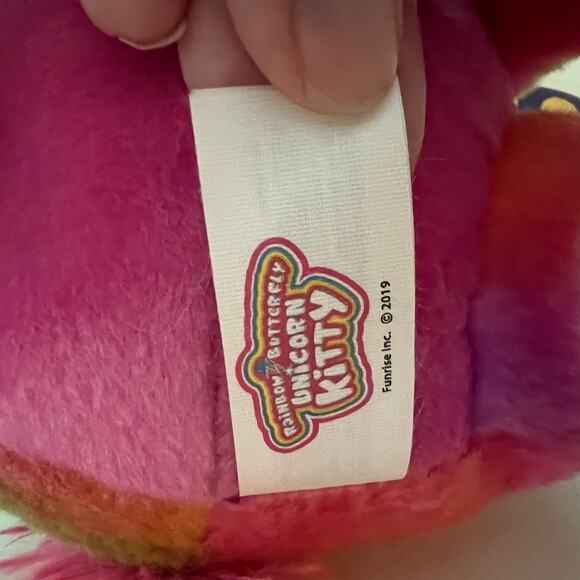 RAINBOW BUTTERFLY
UNICORN
KITTY
Funrise Inc. © 2019